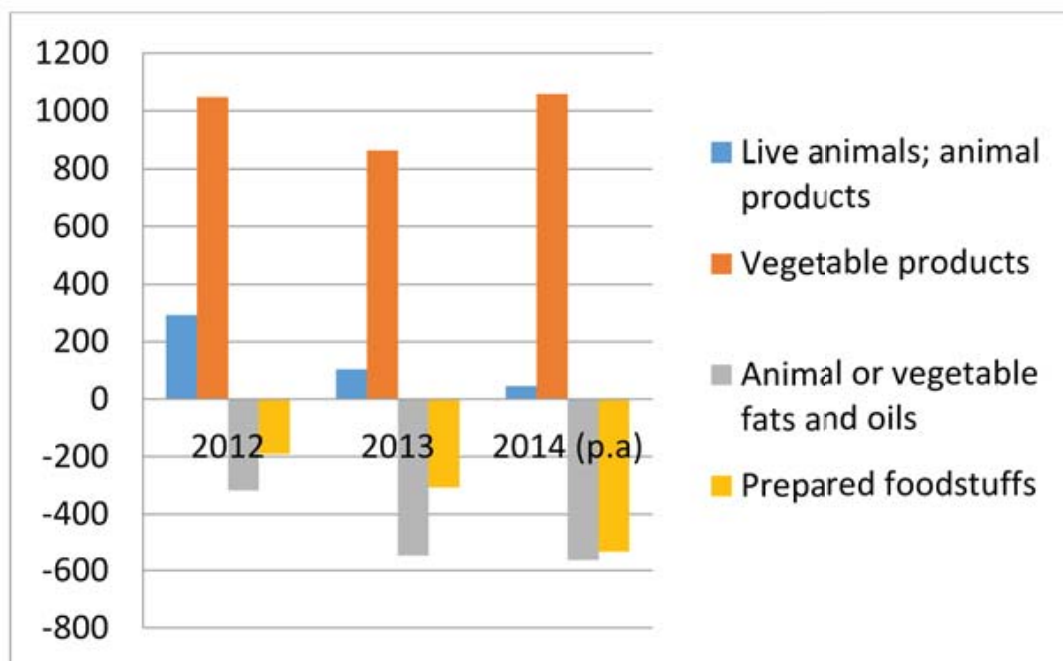 1200
1000
800
600
400
200
0
-200
-400
-600
-800
2012
2013
2014 (p.a)
Live animals; animal
products
Vegetable products
Animal or vegetable
fats and oils
Prepared foodstuffs